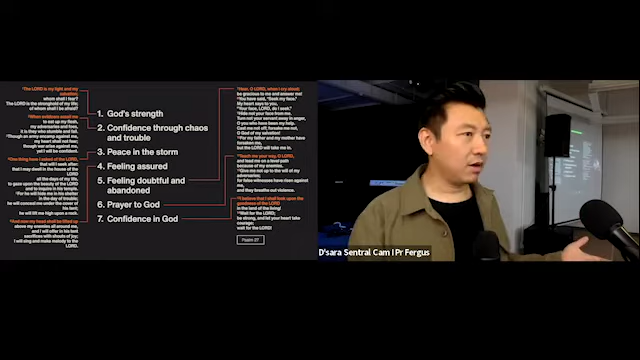 "The LORD is my light and my
salvation;
whom shall I fear?
The LORD is the stronghold of my life;
of whom shall I be afraid?
²When evildoers assail me
to eat up my flesh,
my adversaries and foes,
it is they who stumble and fall.
³Though an army encamp against me,
my heart shall not fear;
though war arise against me,
yet I will be confident.
⁴One thing have I asked of the LORD,
that will I seek after:
that I may dwell in the house of the
LORD
all the days of my life,
to gaze upon the beauty of the LORD
and to inquire in his temple.
⁵For he will hide me in his shelter
in the day of trouble;
he will conceal me under the cover of
his tent;
he will lift me high upon a rock.
⁶And now my head shall be lifted up
above my enemies all around me,
and I will offer in his tent
sacrifices with shouts of joy;
I will sing and make melody to the
LORD.
1. God's strength
2. Confidence through chaos
and trouble
3. Peace in the storm
4. Feeling assured
5. Feeling doubtful and
abandoned
6. Prayer to God
7. Confidence in God
⁷Hear, O LORD, when I cry aloud;
be gracious to me and answer me!
⁸You have said, "Seek my face."
My heart says to you,
"Your face, LORD, do I seek."
⁹Hide not your face from me.
Turn not your servant away in anger,
O you who have been my help.
Cast me not off; forsake me not,
O God of my salvation!
¹⁰For my father and my mother have
forsaken me,
but the LORD will take me in.
¹¹Teach me your way, O LORD,
and lead me on a level path
because of my enemies.
¹²Give me not up to the will of my
adversaries;
for false witnesses have risen against
me,
and they breathe out violence.
¹³I believe that I shall look upon the
goodness of the LORD
in the land of the living!
¹⁴Wait for the LORD;
be strong, and let your heart take
courage;
wait for the LORD!
Psalm 27
D'sara Sentral Cam I Pr Fergus